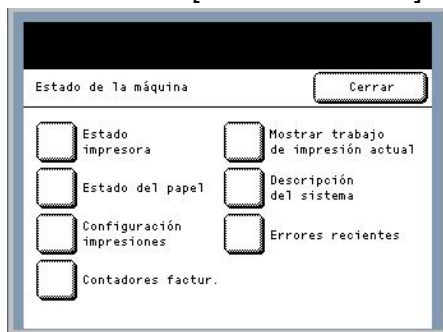 Estado de la máquina
Cerrar
Estado
impresora
Mostrar trabajo
de impresión actual
Estado del papel
Descripción
del sistema
Configuración
impresiones
Errores recientes
Contadores factur.